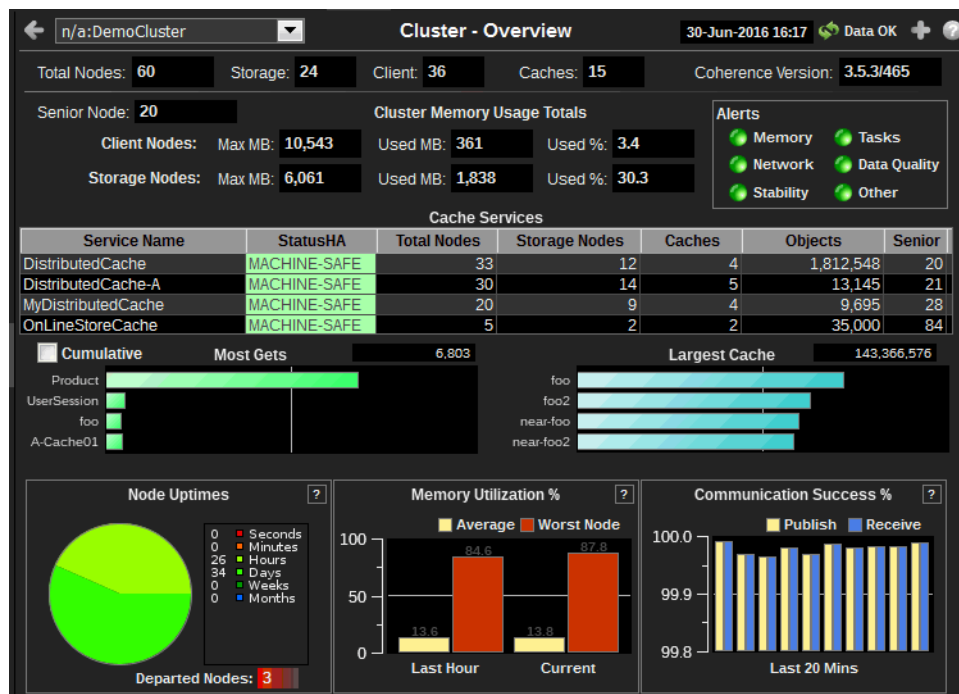 n/a:DemoCluster Cluster - Overview 30-Jun-2016 16:17 Data OK ?
Total Nodes: 60 Storage: 24 Client: 36 Caches: 15 Coherence Version: 3.5.3/465
Senior Node: 20 Cluster Memory Usage Totals Alerts
Client Nodes: Max MB: 10,543 Used MB: 361 Used %: 3.4 Memory Tasks
Network Data Quality
Storage Nodes: Max MB: 6,061 Used MB: 1,838 Used %: 30.3
Stability Other
Cache Services
Service Name StatusHA Total Nodes Storage Nodes Caches Objects Senior
DistributedCache MACHINE-SAFE 33 12 4 1,812,548 20
DistributedCache-A MACHINE-SAFE 30 14 5 13,145 21
MyDistributedCache MACHINE-SAFE 20 9 4 9,695 28
OnLineStoreCache MACHINE-SAFE 5 2 2 35,000 84
Cumulative Most Gets 6,803 Largest Cache 143,366,576
Product foo
UserSession foo2
foo near-foo
A-Cache01 near-foo2
Node Uptimes ? Memory Utilization % ? Communication Success % ?
0 Seconds
0 Minutes
26 Hours
34 Days
0 Weeks
0 Months
Departed Nodes: 3
Average Worst Node
100
50
0
13.6 84.6 13.8 87.8
Last Hour Current
Publish Receive
100.0
99.9
99.8
Last 20 Mins